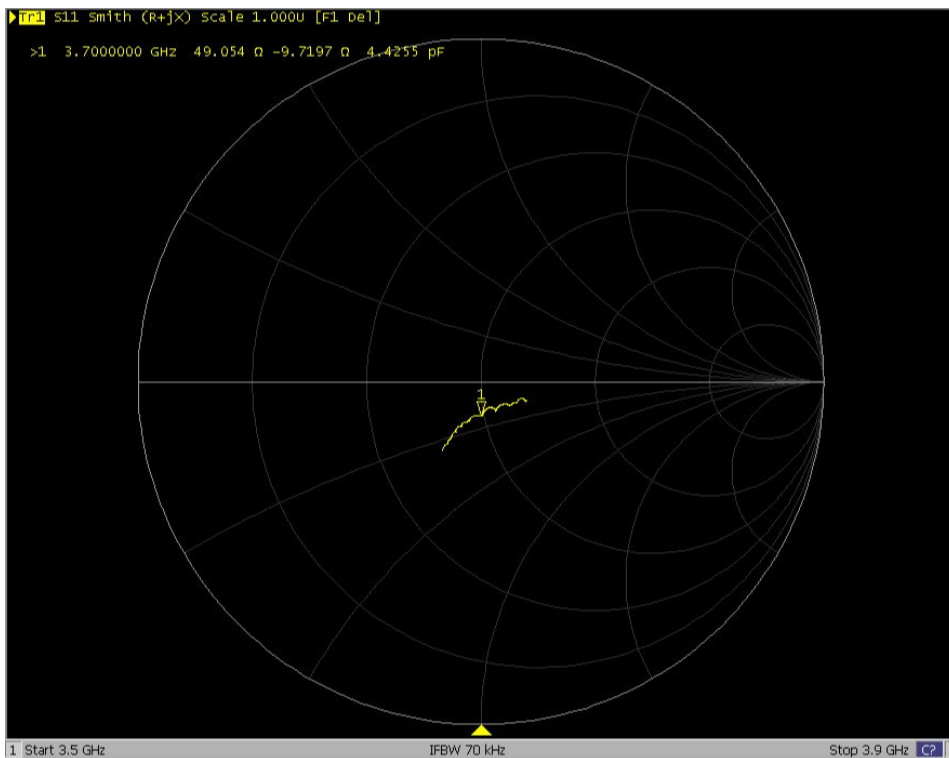 Tr1 S11 Smith (R+jX) Scale 1.000U [F1 Del]
>1 3.7000000 GHz 49.054 Ω -9.7197 Ω 4.4255 pF
1
1 Start 3.5 GHz IFBW 70 kHz Stop 3.9 GHz C?